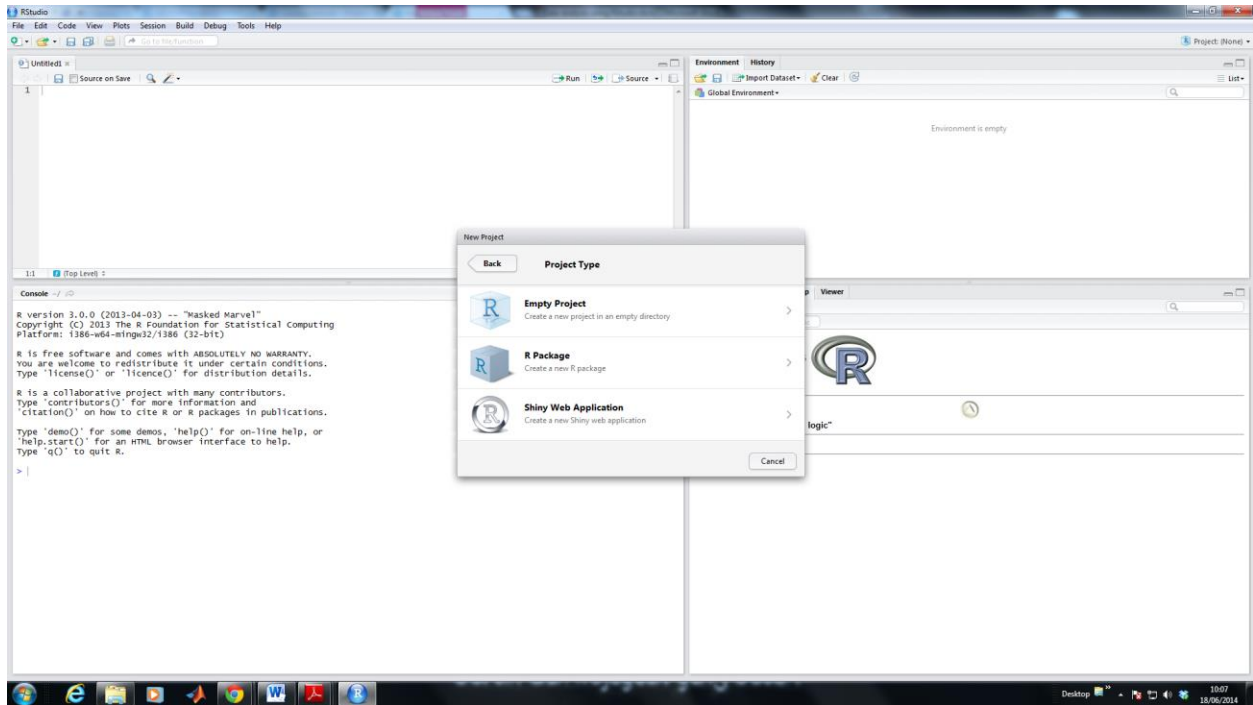 RStudio
File Edit Code View Plots Session Build Debug Tools Help
Go to file/function
Project: (None)
Untitled1
Source on Save
Run
Source
1
1:1 (Top Level)
Console ~/
R version 3.0.0 (2013-04-03) -- "Masked Marvel"
Copyright (C) 2013 The R Foundation for Statistical Computing
Platform: i386-w64-mingw32/i386 (32-bit)
R is free software and comes with ABSOLUTELY NO WARRANTY.
You are welcome to redistribute it under certain conditions.
Type 'license()' or 'licence()' for distribution details.
R is a collaborative project with many contributors.
Type 'contributors()' for more information and
'citation()' on how to cite R or R packages in publications.
Type 'demo()' for some demos, 'help()' for on-line help, or
'help.start()' for an HTML browser interface to help.
Type 'q()' to quit R.
>
Environment History
Import Dataset Clear
List
Global Environment
Environment is empty
New Project
Back
Project Type
Empty Project
Create a new project in an empty directory
R Package
Create a new R package
Shiny Web Application
Create a new Shiny web application
Cancel
p Viewer
R
logic"
Desktop
10:07
18/06/2014